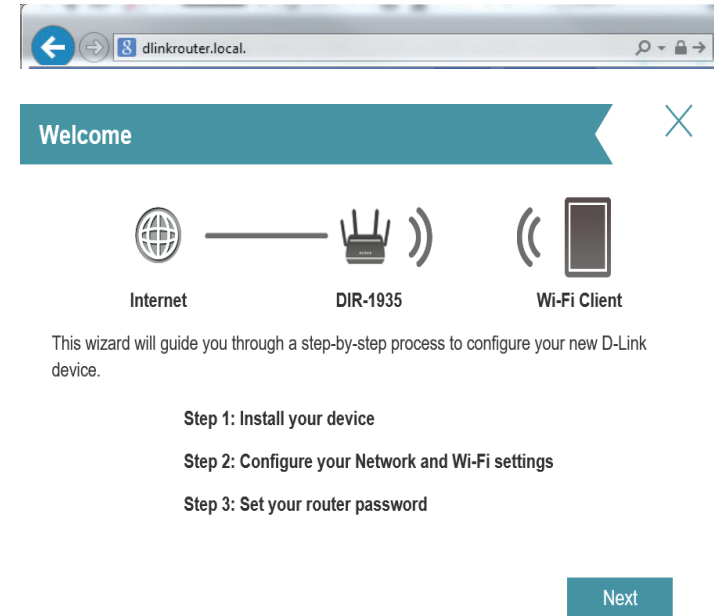 8 dlinkrouter.local.
Welcome
Internet
DIR-1935
Wi-Fi Client
This wizard will guide you through a step-by-step process to configure your new D-Link
device.
Step 1: Install your device
Step 2: Configure your Network and Wi-Fi settings
Step 3: Set your router password
Next